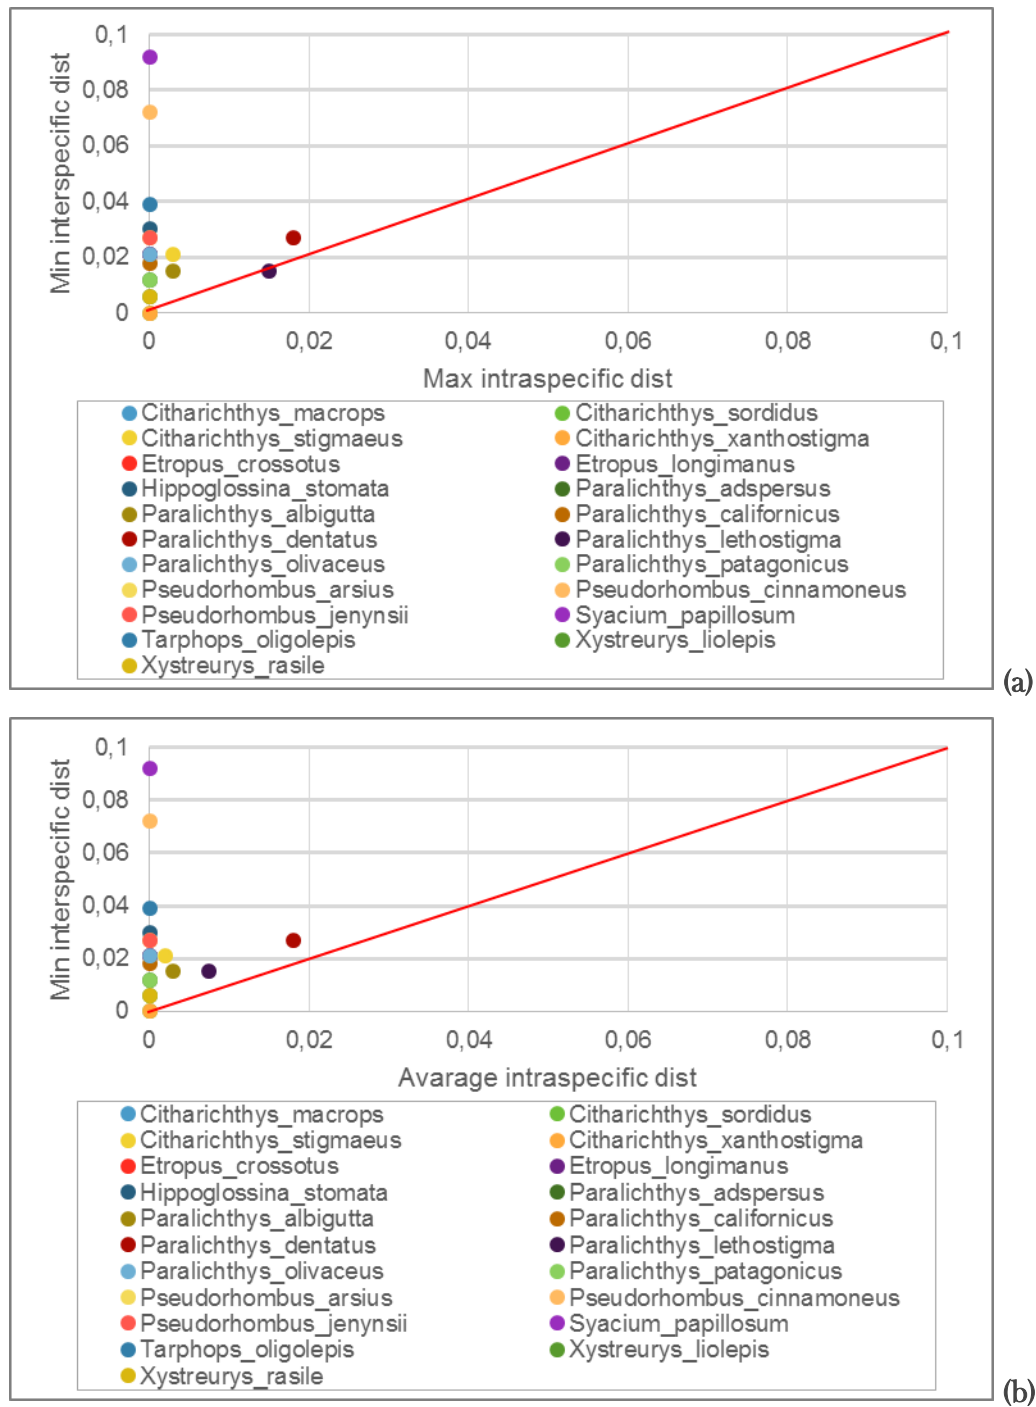 0,1
0,08
0,06
0,04
0,02
0
Min interspecific dist
0 0,02 0,04 0,06 0,08 0,1
Max intraspecific dist
Citharichthys_macrops Citharichthys_sordidus
Citharichthys_stigmaeus Citharichthys_xanthostigma
Etropus_crossotus Etropus_longimanus
Hippoglossina_stomata Paralichthys_adspersus
Paralichthys_albigutta Paralichthys_californicus
Paralichthys_dentatus Paralichthys_lethostigma
Paralichthys_olivaceus Paralichthys_patagonicus
Pseudorhombus_arsius Pseudorhombus_cinnamoneus
Pseudorhombus_jenynsii Syacium_papillosum
Tarphops_oligolepis Xystreurys_liolepis
Xystreurys_rasile
(a)
0,1
0,08
0,06
0,04
0,02
0
Min interspecific dist
0 0,02 0,04 0,06 0,08 0,1
Avarage intraspecific dist
Citharichthys_macrops Citharichthys_sordidus
Citharichthys_stigmaeus Citharichthys_xanthostigma
Etropus_crossotus Etropus_longimanus
Hippoglossina_stomata Paralichthys_adspersus
Paralichthys_albigutta Paralichthys_californicus
Paralichthys_dentatus Paralichthys_lethostigma
Paralichthys_olivaceus Paralichthys_patagonicus
Pseudorhombus_arsius Pseudorhombus_cinnamoneus
Pseudorhombus_jenynsii Syacium_papillosum
Tarphops_oligolepis Xystreurys_liolepis
Xystreurys_rasile
(b)